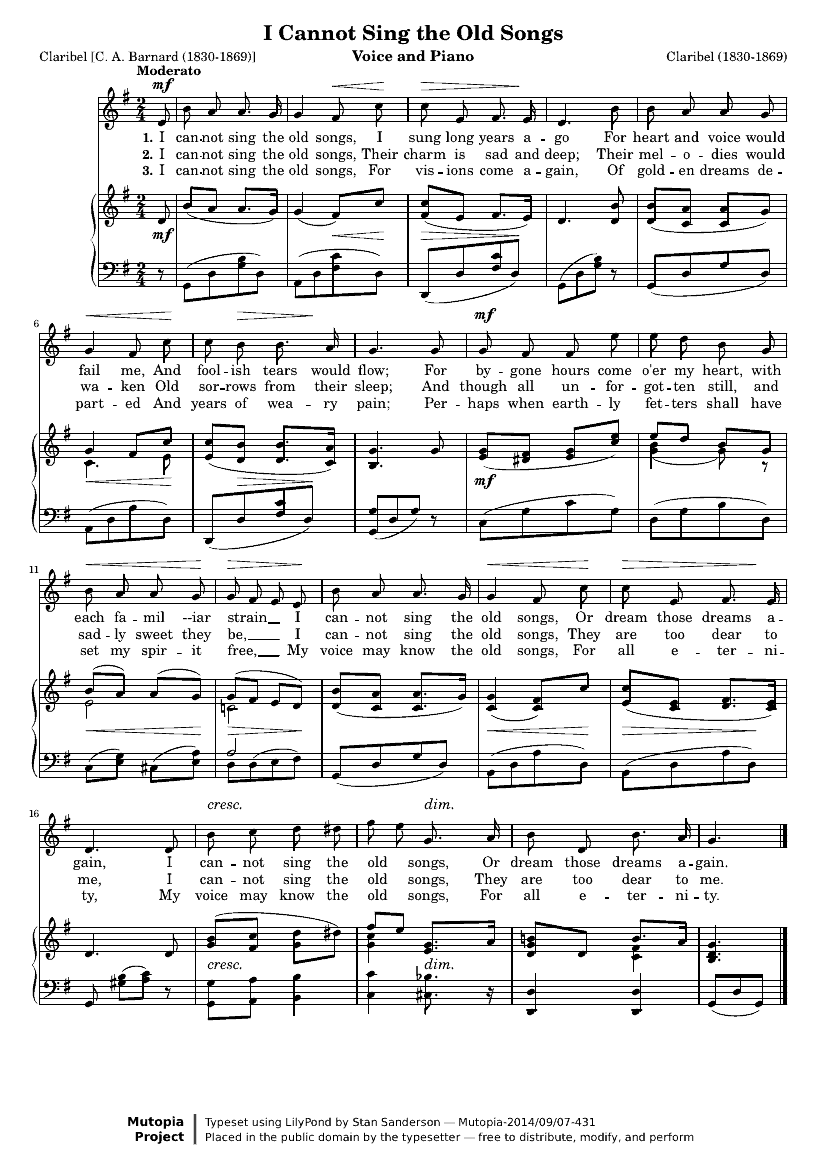 I Cannot Sing the Old Songs
Claribel [C. A. Barnard (1830-1869)] Voice and Piano Claribel (1830-1869)
Moderato
mf
1. I can-not sing the old songs, I sung long years a - go For heart and voice would
2. I can-not sing the old songs, Their charm is sad and deep; Their mel - o - dies would
3. I can-not sing the old songs, For vis - ions come a - gain, Of gold - en dreams de -
mf
6
mf
fail me, And fool - ish tears would flow; For by - gone hours come o'er my heart, with
wa - ken Old sor - rows from their sleep; And though all un - for - got - ten still, and
part - ed And years of wea - ry pain; Per - haps when earth - ly fet - ters shall have
mf
11
each fa - mil --iar strain__ I can - not sing the old songs, Or dream those dreams a -
sad - ly sweet they be,____ I can - not sing the old songs, They are too dear to
set my spir - it free,___ My voice may know the old songs, For all e - ter - ni -
16
cresc. dim.
gain, I can - not sing the old songs, Or dream those dreams a - gain.
me, I can - not sing the old songs, They are too dear to me.
ty, My voice may know the old songs, For all e - ter - ni - ty.
cresc. dim.
Mutopia Project
Typeset using LilyPond by Stan Sanderson — Mutopia-2014/09/07-431
Placed in the public domain by the typesetter — free to distribute, modify, and perform